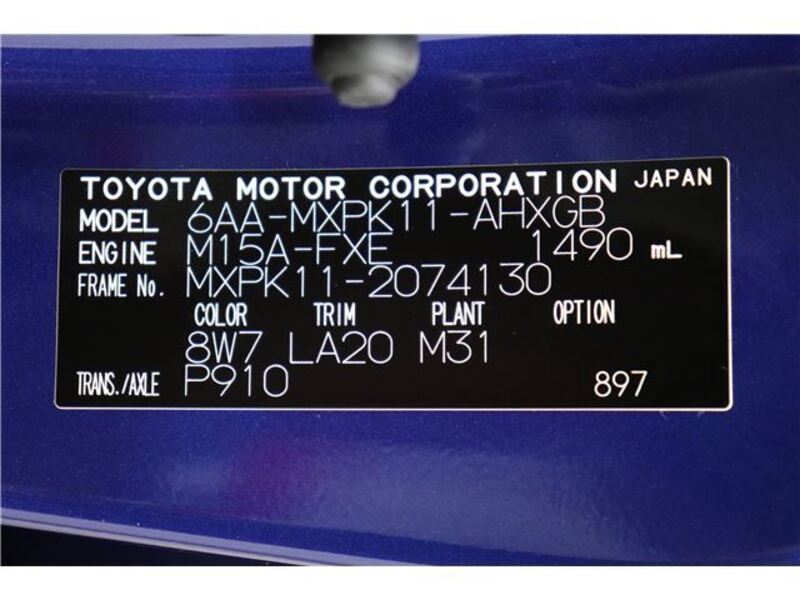 TOYOTA MOTOR CORPORATION JAPAN
MODEL 6AA-MXPK11-AHXGB
ENGINE M15A-FXE 1490 mL
FRAME No. MXPK11-2074130
COLOR TRIM PLANT OPTION
8W7 LA20 M31
TRANS./AXLE P910 897